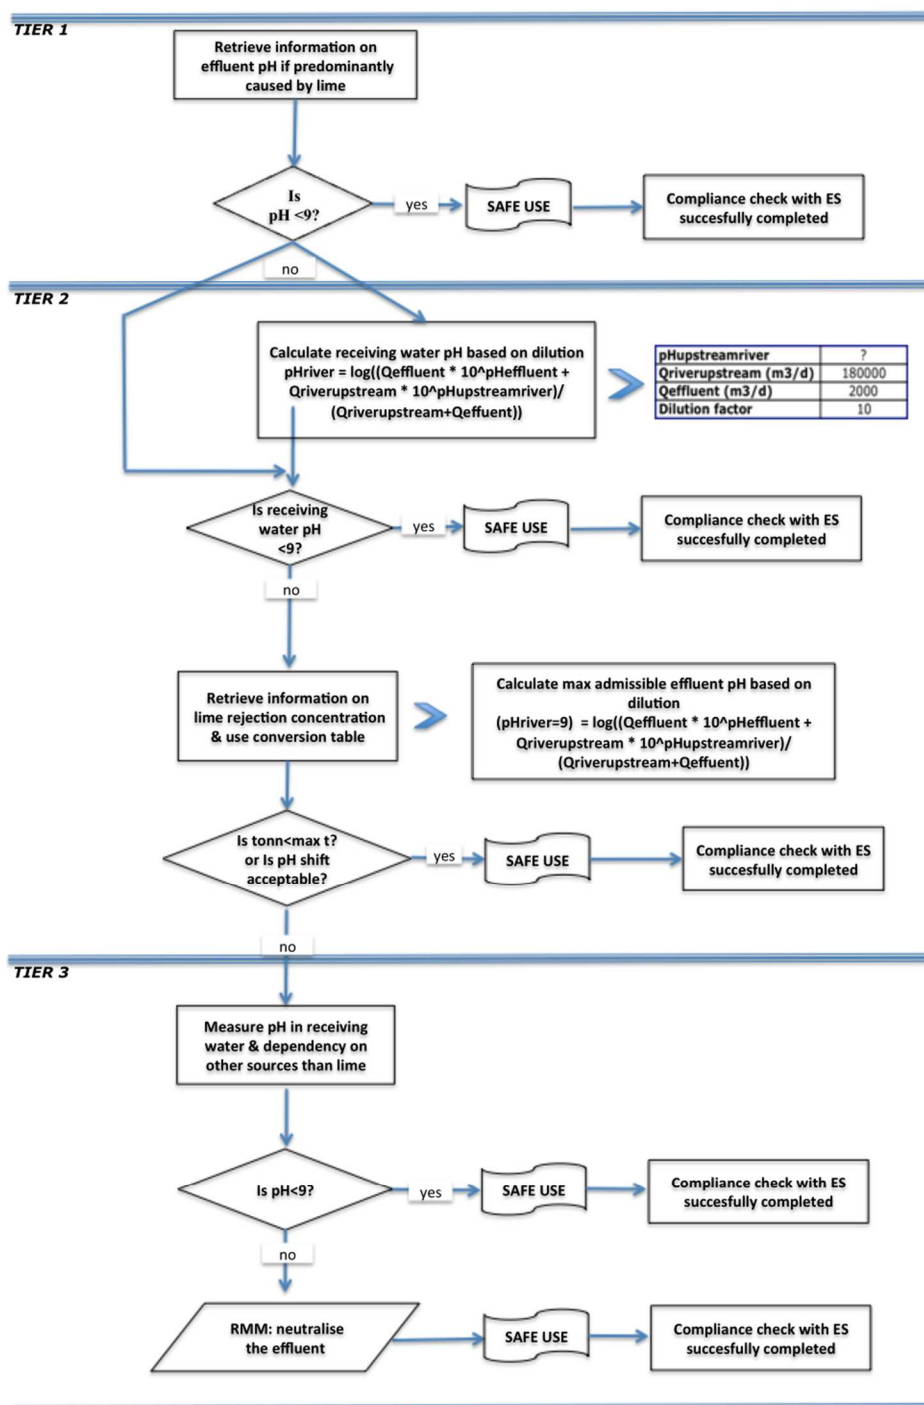 TIER 1
Retrieve information on
effluent pH if predominantly
caused by lime
Is
pH <9?
yes
SAFE USE
Compliance check with ES
succesfully completed
no
TIER 2
Calculate receiving water pH based on dilution
pHriver = log((Qeffluent * 10^pHeffluent +
Qriverupstream * 10^pHupstreamriver)/
(Qriverupstream+Qeffuent))
pHupstreamriver ?
Qriverupstream (m3/d) 180000
Qeffluent (m3/d) 2000
Dilution factor 10
Is receiving
water pH
<9?
yes
SAFE USE
Compliance check with ES
succesfully completed
no
Retrieve information on
lime rejection concentration
& use conversion table
Calculate max admissible effluent pH based on
dilution
(pHriver=9) = log((Qeffluent * 10^pHeffluent +
Qriverupstream * 10^pHupstreamriver)/
(Qriverupstream+Qeffuent))
Is tonn<max t?
or Is pH shift
acceptable?
yes
SAFE USE
Compliance check with ES
succesfully completed
no
TIER 3
Measure pH in receiving
water & dependency on
other sources than lime
Is pH<9?
yes
SAFE USE
Compliance check with ES
succesfully completed
no
RMM: neutralise
the effluent
SAFE USE
Compliance check with ES
succesfully completed